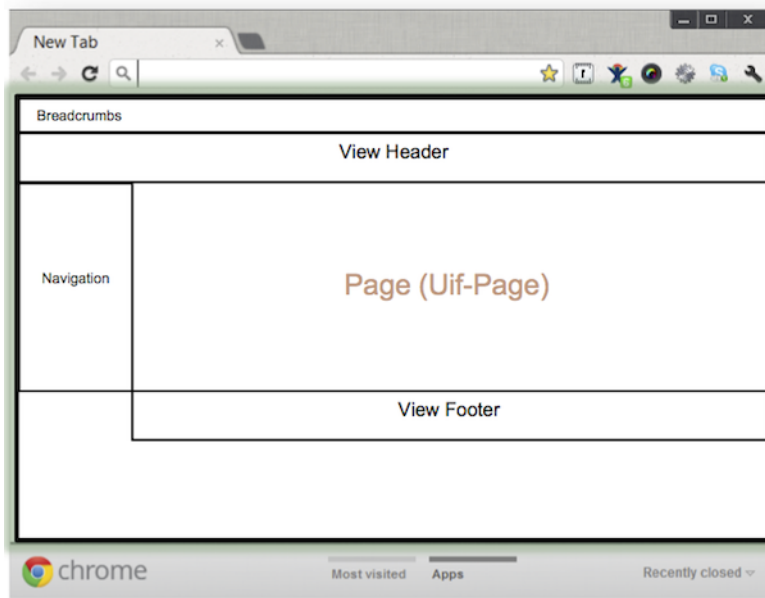 New Tab
Breadcrumbs
View Header
Navigation
Page (Uif-Page)
View Footer
chrome
Most visited
Apps
Recently closed